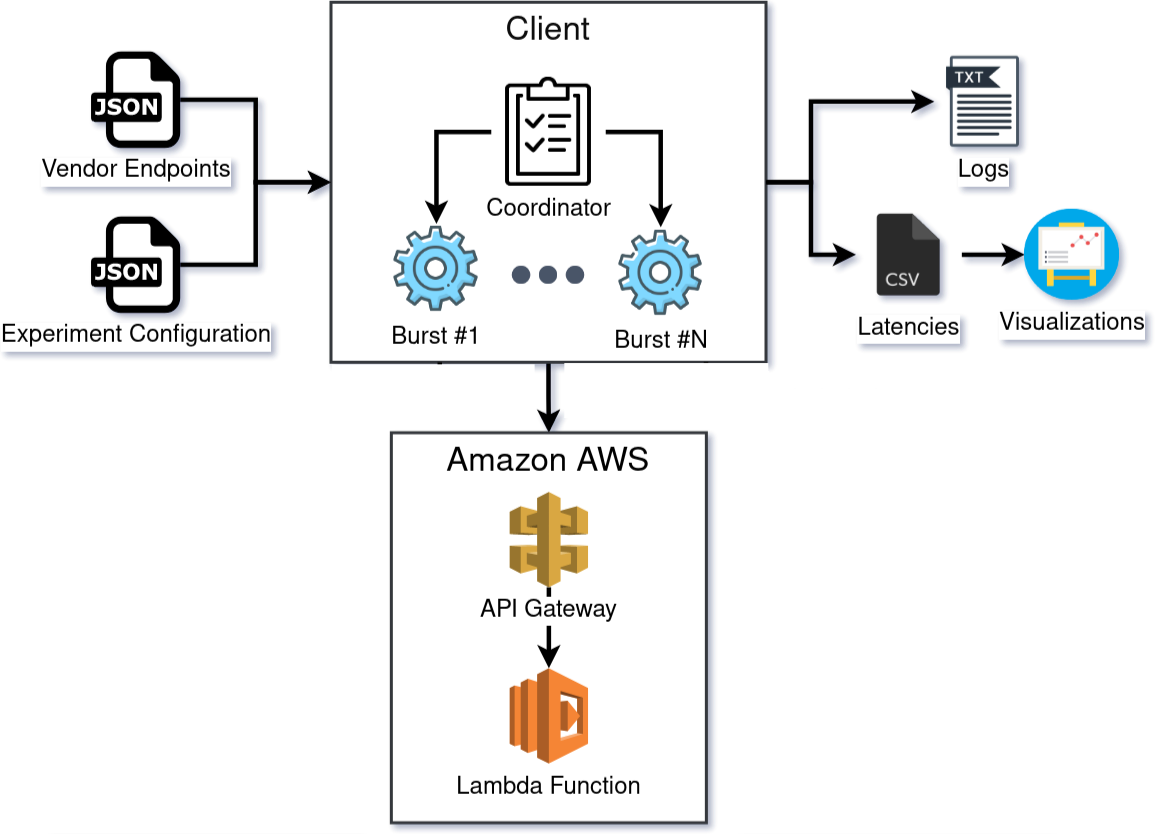 Client
JSON
Vendor Endpoints
JSON
Experiment Configuration
Coordinator
Burst #1
Burst #N
TXT
Logs
CSV
Latencies
Visualizations
Amazon AWS
API Gateway
Lambda Function